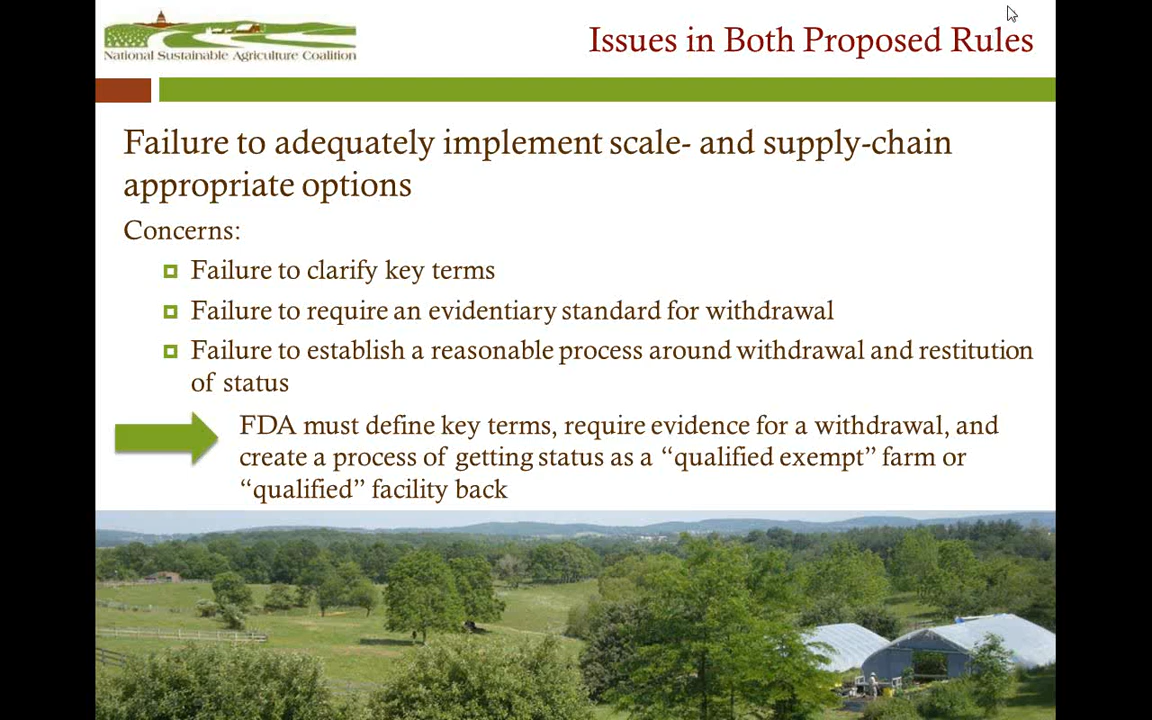 National Sustainable Agriculture Coalition
Issues in Both Proposed Rules
Failure to adequately implement scale- and supply-chain
appropriate options
Concerns:
Failure to clarify key terms
Failure to require an evidentiary standard for withdrawal
Failure to establish a reasonable process around withdrawal and restitution
of status
FDA must define key terms, require evidence for a withdrawal, and
create a process of getting status as a “qualified exempt” farm or
“qualified” facility back